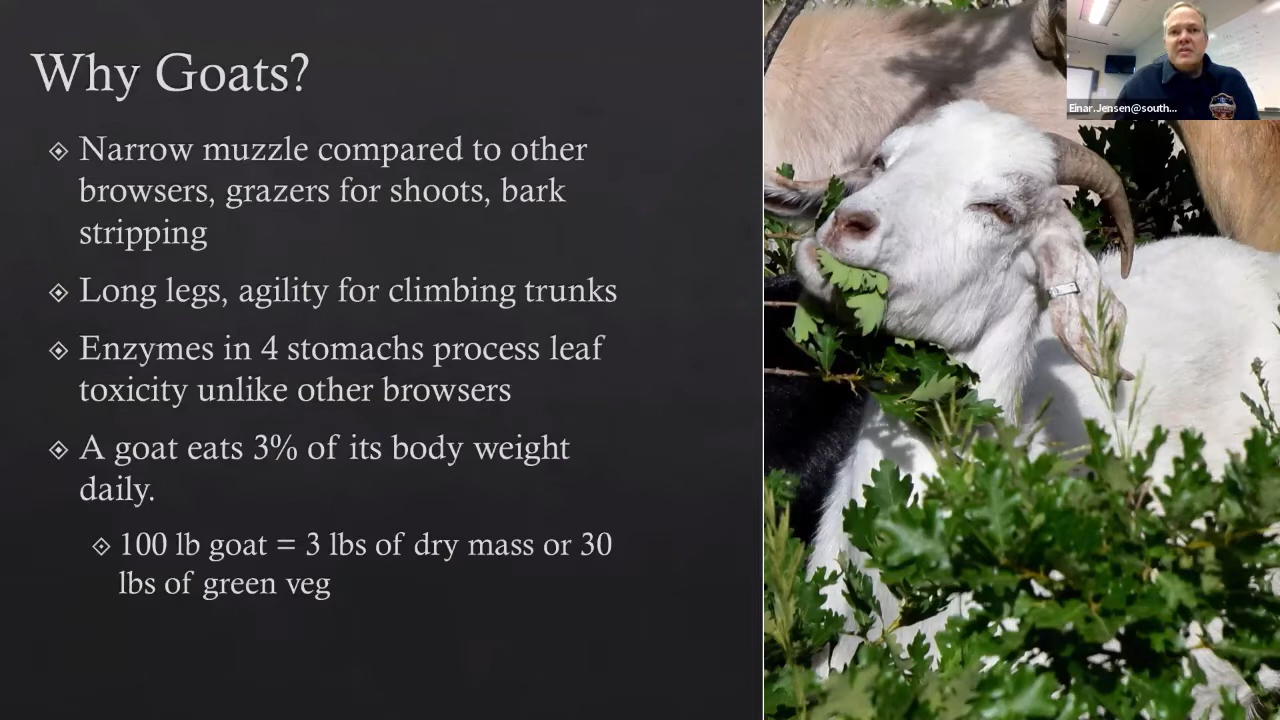 Why Goats?
Narrow muzzle compared to other
browsers, grazers for shoots, bark
stripping
Long legs, agility for climbing trunks
Enzymes in 4 stomachs process leaf
toxicity unlike other browsers
A goat eats 3% of its body weight
daily.
100 lb goat = 3 lbs of dry mass or 30
lbs of green veg
Einar.Jensen@south...